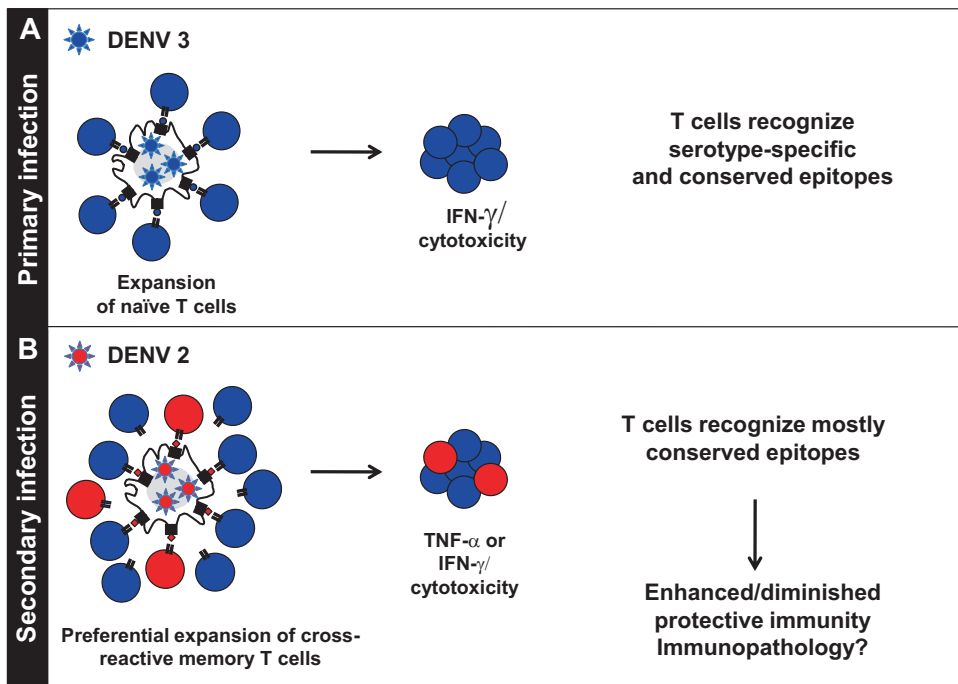 A
Primary infection
DENV 3
Expansion
of naïve T cells
IFN-γ/
cytotoxicity
T cells recognize
serotype-specific
and conserved epitopes
B
Secondary infection
DENV 2
Preferential expansion of cross-
reactive memory T cells
TNF-α or
IFN-γ/
cytotoxicity
T cells recognize mostly
conserved epitopes
Enhanced/diminished
protective immunity
Immunopathology?